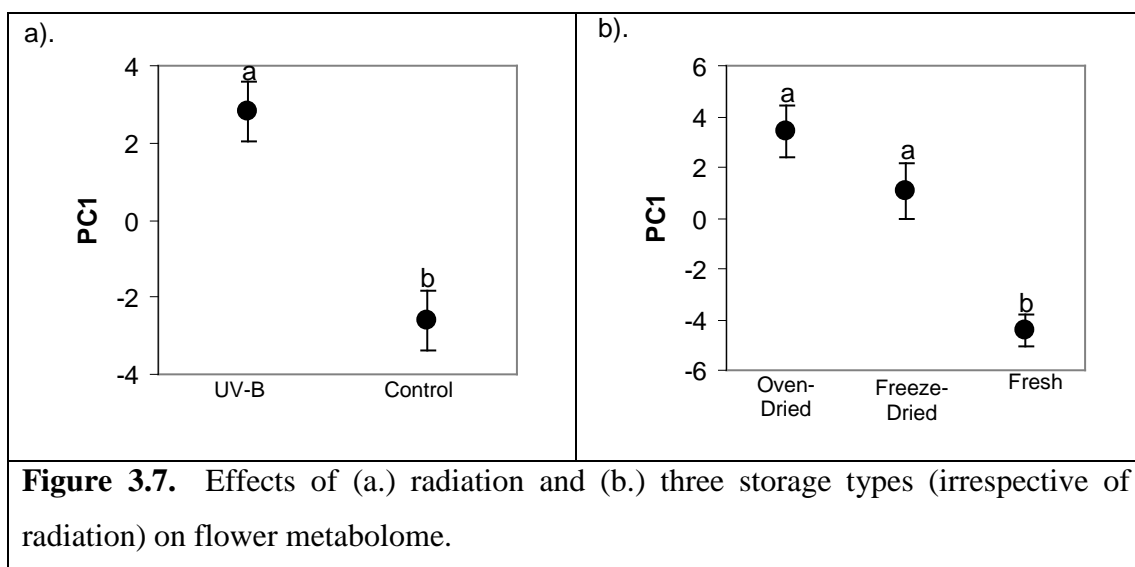 a).
4
2
0
-2
-4
PC1
a
b
UV-B
Control
b).
6
4
2
0
-2
-4
-6
PC1
a
a
b
Oven-
Dried
Freeze-
Dried
Fresh
Figure 3.7. Effects of (a.) radiation and (b.) three storage types (irrespective of
radiation) on flower metabolome.